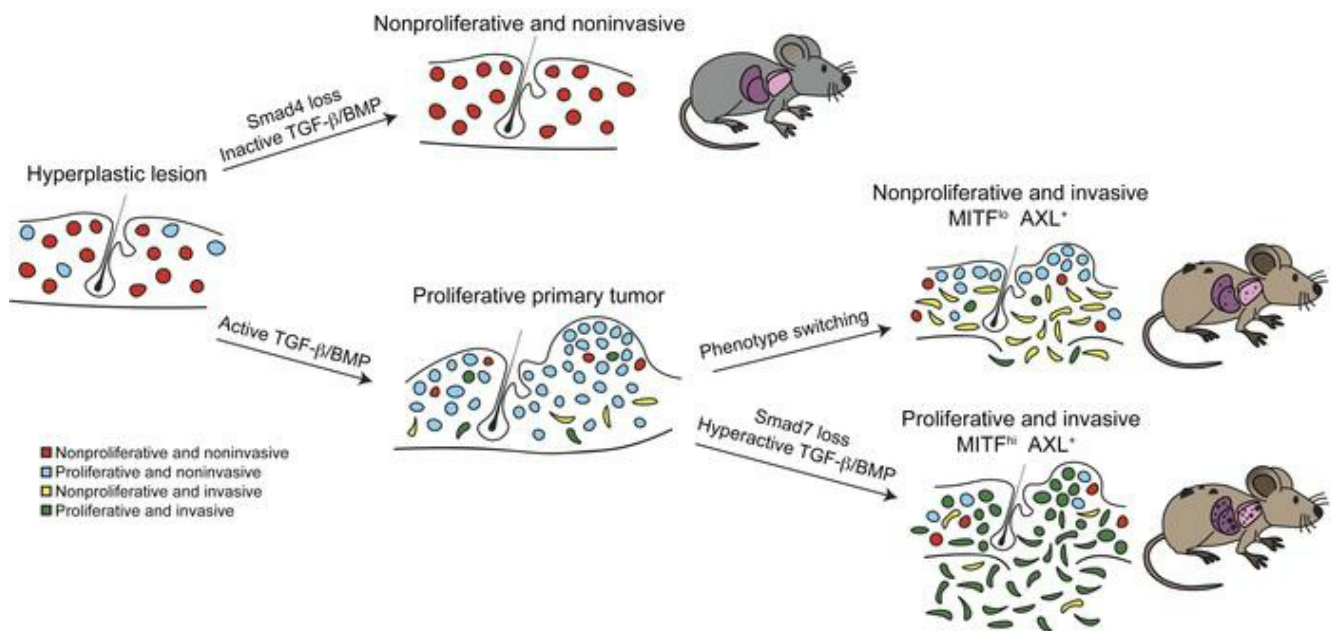 Nonproliferative and noninvasive
Smad4 loss
Inactive TGF-β/BMP
Hyperplastic lesion
Active TGF-β/BMP
Proliferative primary tumor
Phenotype switching
Nonproliferative and invasive
MITFˡᵒ AXL⁺
Smad7 loss
Hyperactive TGF-β/BMP
Proliferative and invasive
MITFʰⁱ AXL⁺
Nonproliferative and noninvasive
Proliferative and noninvasive
Nonproliferative and invasive
Proliferative and invasive